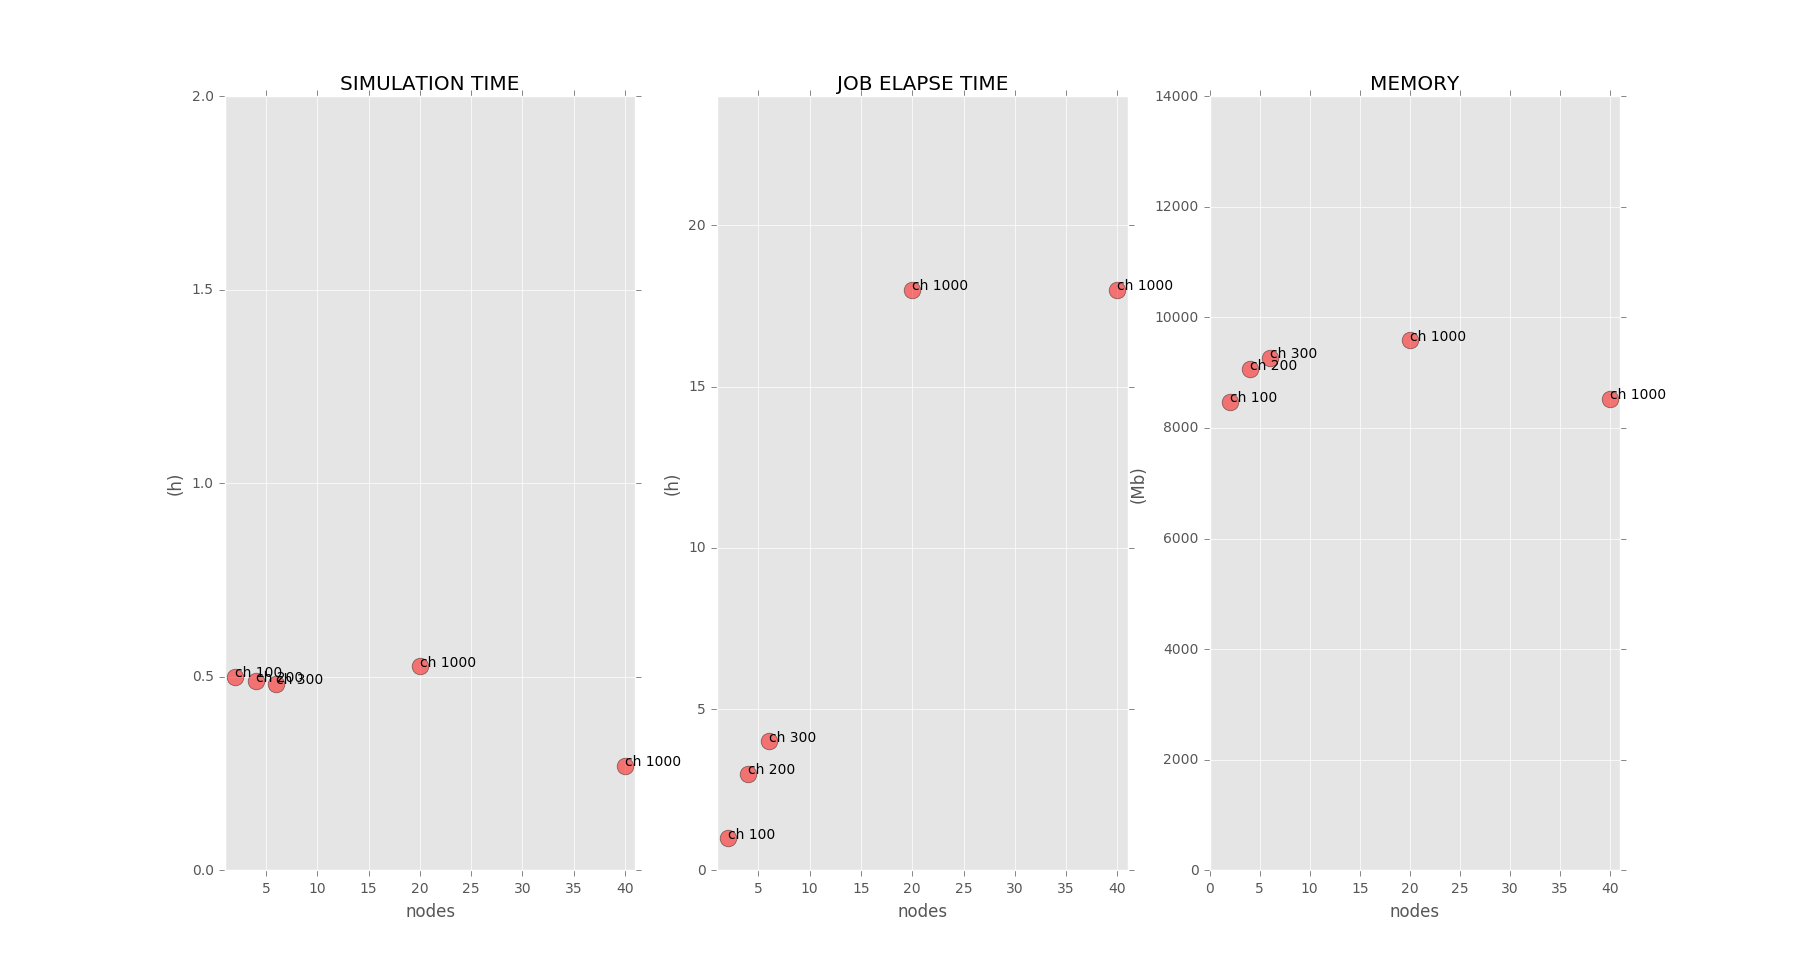 SIMULATION TIME
2.0
1.5
1.0
0.5
0.0
(h)
ch 100
ch 200
ch 300
ch 1000
ch 1000
5 10 15 20 25 30 35 40
nodes
JOB ELAPSE TIME
20
15
10
5
0
(h)
ch 1000
ch 1000
ch 300
ch 200
ch 100
5 10 15 20 25 30 35 40
nodes
MEMORY
14000
12000
10000
8000
6000
4000
2000
0
(Mb)
ch 1000
ch 300
ch 200
ch 100
ch 1000
0 5 10 15 20 25 30 35 40
nodes